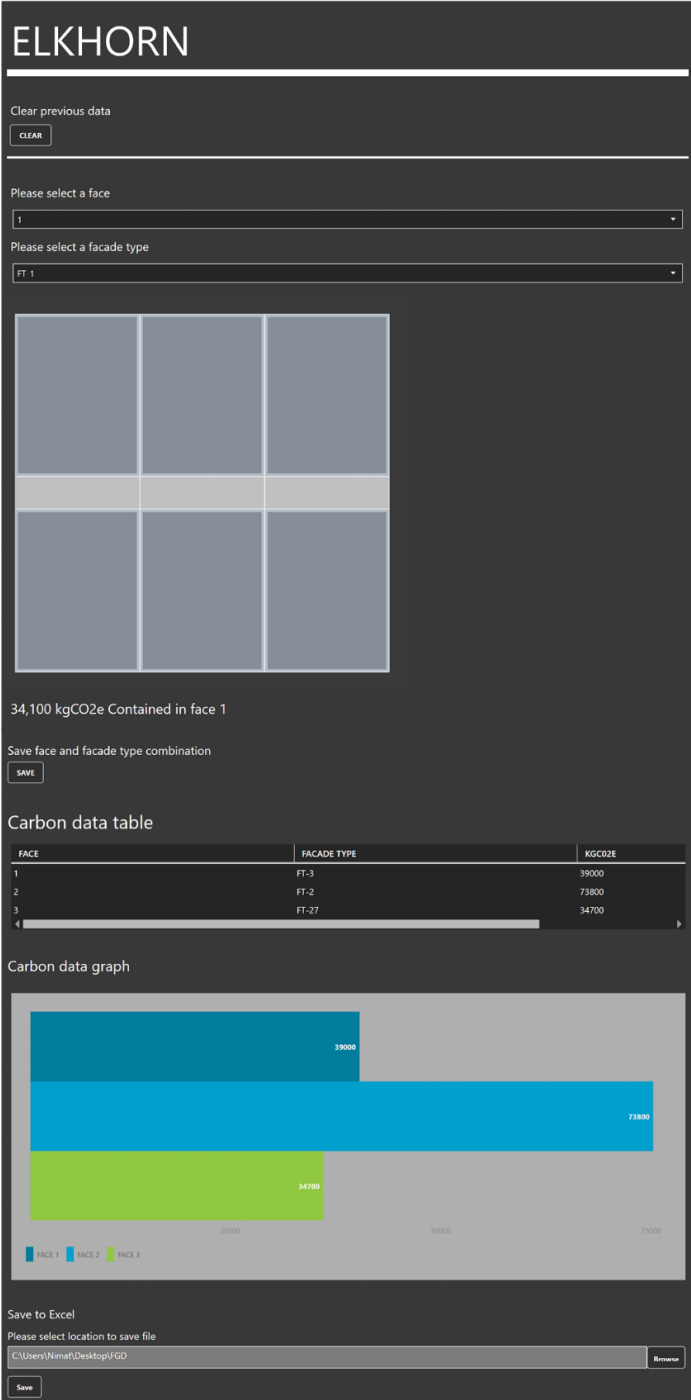 ELKHORN
Clear previous data
CLEAR
Please select a face
1
Please select a facade type
FT 1
34,100 kgCO2e Contained in face 1
Save face and facade type combination
SAVE
Carbon data table
FACE FACADE TYPE KGC02E
1 FT-3 39000
2 FT-2 73800
3 FT-27 34700
Carbon data graph
39000
73800
34700
25000 50000 75000
FACE 1 FACE 2 FACE 3
Save to Excel
Please select location to save file
C:\Users\Nimat\Desktop\FGD Browse
Save